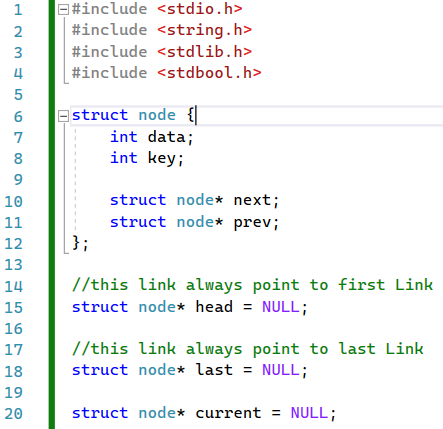 1 #include <stdio.h>
2 #include <string.h>
3 #include <stdlib.h>
4 #include <stdbool.h>
5
6 struct node {
7     int data;
8     int key;
9
10     struct node* next;
11     struct node* prev;
12 };
13
14 //this link always point to first Link
15 struct node* head = NULL;
16
17 //this link always point to last Link
18 struct node* last = NULL;
19
20 struct node* current = NULL;